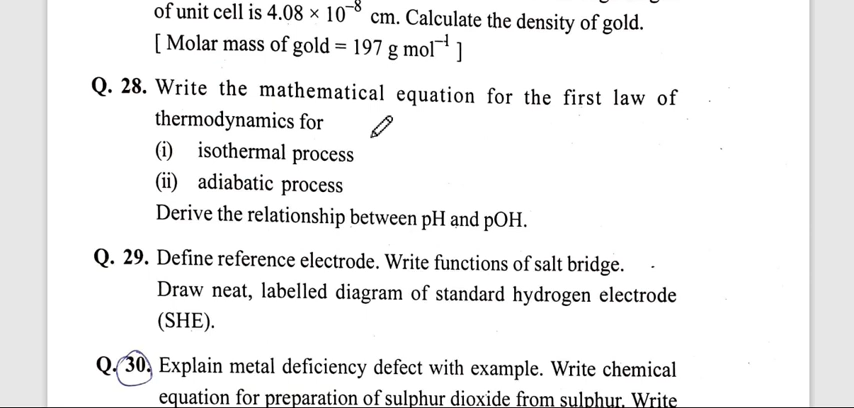 of unit cell is 4.08 × 10⁻⁸ cm. Calculate the density of gold.
[ Molar mass of gold = 197 g mol⁻¹ ]
Q. 28. Write the mathematical equation for the first law of
thermodynamics for
(i) isothermal process
(ii) adiabatic process
Derive the relationship between pH and pOH.
Q. 29. Define reference electrode. Write functions of salt bridge.
Draw neat, labelled diagram of standard hydrogen electrode
(SHE).
Q. 30. Explain metal deficiency defect with example. Write chemical
equation for preparation of sulphur dioxide from sulphur. Write